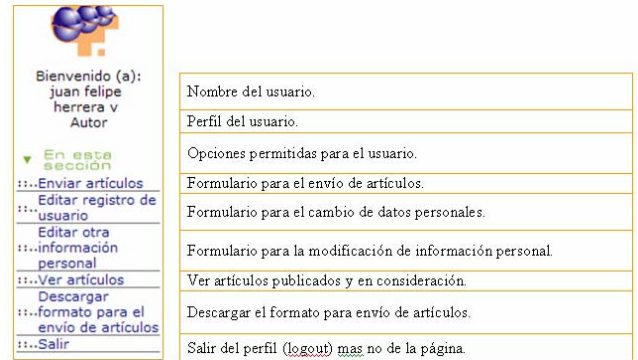 Bienvenido (a):
juan felipe
herrera v
Autor
En esta
sección
Enviar artículos
Editar registro de
usuario
Editar otra
información
personal
Ver artículos
Descargar
formato para el
envío de artículos
Salir
Nombre del usuario.
Perfil del usuario.
Opciones permitidas para el usuario.
Formulario para el envío de artículos.
Formulario para el cambio de datos personales.
Formulario para la modificación de información personal.
Ver artículos publicados y en consideración.
Descargar el formato para envío de artículos.
Salir del perfil (logout) mas no de la página.